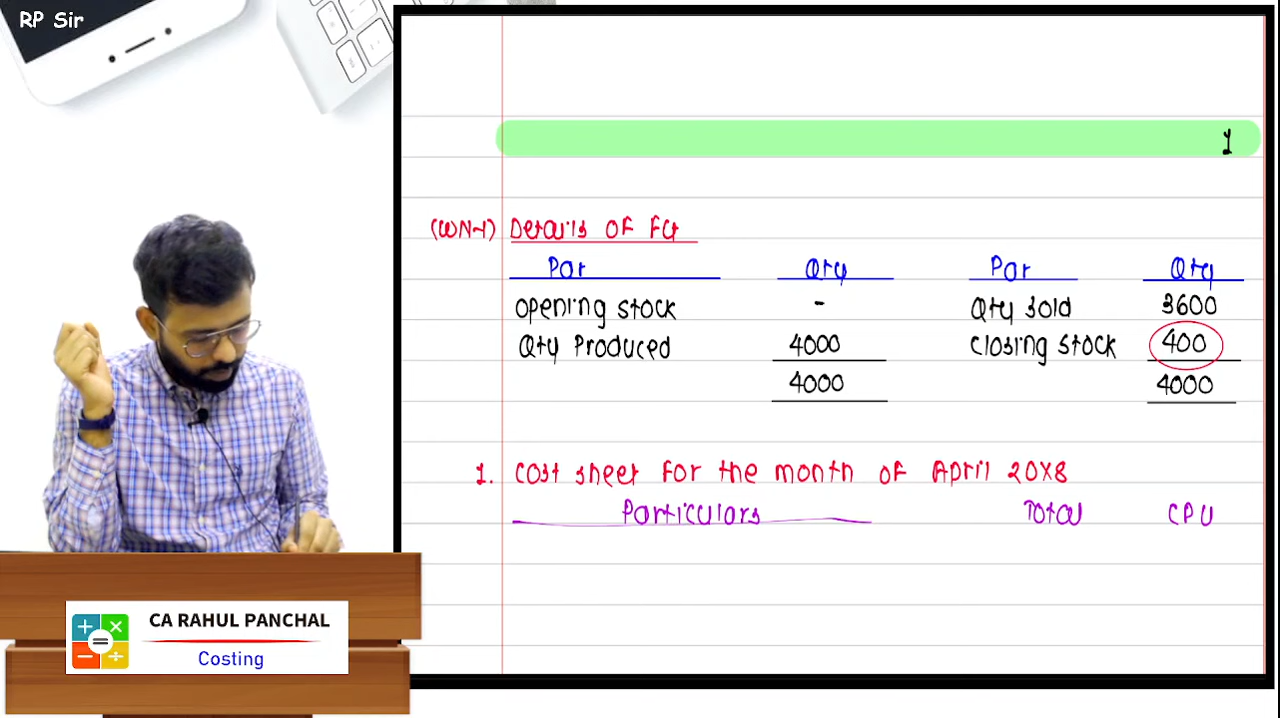 RP Sir
1
(WN-1) Details of FG
Par Qty Par Qty
Opening stock - Qty Sold 3600
Qty Produced 4000 Closing stock 400
4000 4000
1. Cost sheet for the month of April 20X8
Particulars Total CPU
CA RAHUL PANCHAL
Costing